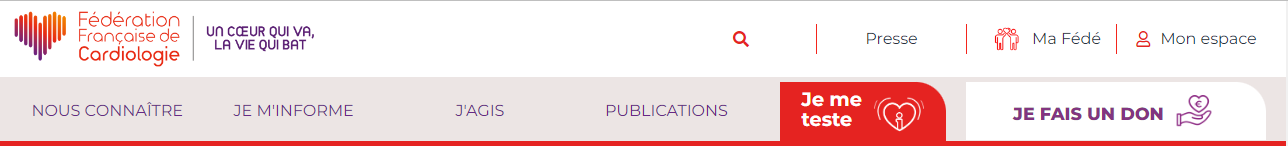 Fédération
Française de
Cardiologie
UN CŒUR QUI VA,
LA VIE QUI BAT
Presse
Ma Fédé
Mon espace
NOUS CONNAÎTRE
JE M'INFORME
J'AGIS
PUBLICATIONS
Je me
teste
JE FAIS UN DON
€